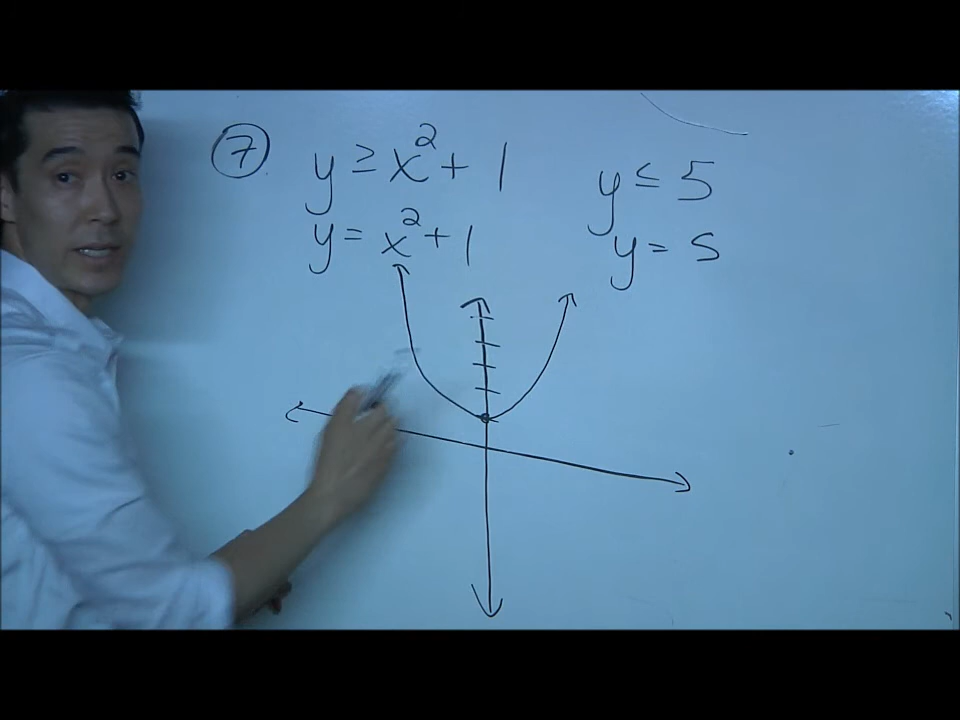 ⑦ y ≥ x² + 1 y ≤ 5
y = x² + 1 y = 5